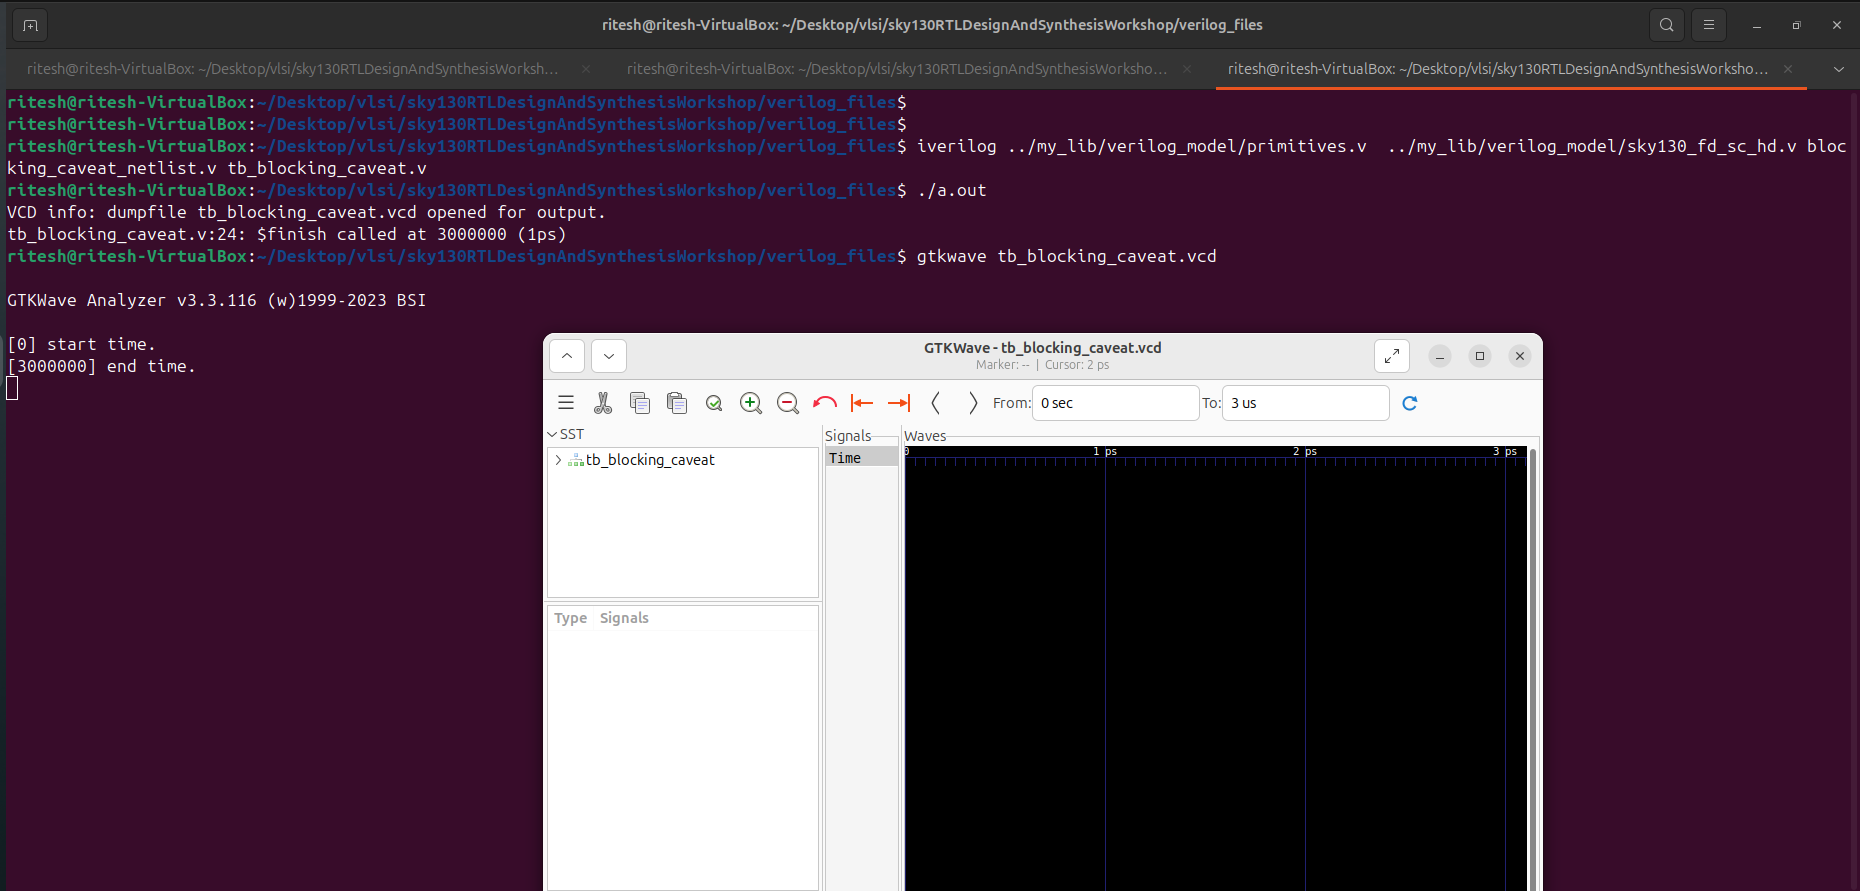 ritesh@ritesh-VirtualBox: ~/Desktop/vlsi/sky130RTLDesignAndSynthesisWorkshop/verilog_files
ritesh@ritesh-VirtualBox: ~/Desktop/vlsi/sky130RTLDesignAndSynthesisWorksh...
ritesh@ritesh-VirtualBox: ~/Desktop/vlsi/sky130RTLDesignAndSynthesisWorksho...
ritesh@ritesh-VirtualBox: ~/Desktop/vlsi/sky130RTLDesignAndSynthesisWorksho...
ritesh@ritesh-VirtualBox:~/Desktop/vlsi/sky130RTLDesignAndSynthesisWorkshop/verilog_files$
ritesh@ritesh-VirtualBox:~/Desktop/vlsi/sky130RTLDesignAndSynthesisWorkshop/verilog_files$
ritesh@ritesh-VirtualBox:~/Desktop/vlsi/sky130RTLDesignAndSynthesisWorkshop/verilog_files$ iverilog ../my_lib/verilog_model/primitives.v  ../my_lib/verilog_model/sky130_fd_sc_hd.v bloc
king_caveat_netlist.v tb_blocking_caveat.v
ritesh@ritesh-VirtualBox:~/Desktop/vlsi/sky130RTLDesignAndSynthesisWorkshop/verilog_files$ ./a.out
VCD info: dumpfile tb_blocking_caveat.vcd opened for output.
tb_blocking_caveat.v:24: $finish called at 3000000 (1ps)
ritesh@ritesh-VirtualBox:~/Desktop/vlsi/sky130RTLDesignAndSynthesisWorkshop/verilog_files$ gtkwave tb_blocking_caveat.vcd
GTKWave Analyzer v3.3.116 (w)1999-2023 BSI
[0] start time.
[3000000] end time.
GTKWave - tb_blocking_caveat.vcd
Marker: -- | Cursor: 2 ps
From: 0 sec To: 3 us
SST
tb_blocking_caveat
Type Signals
Signals
Time
Waves
0 1 ps 2 ps 3 ps